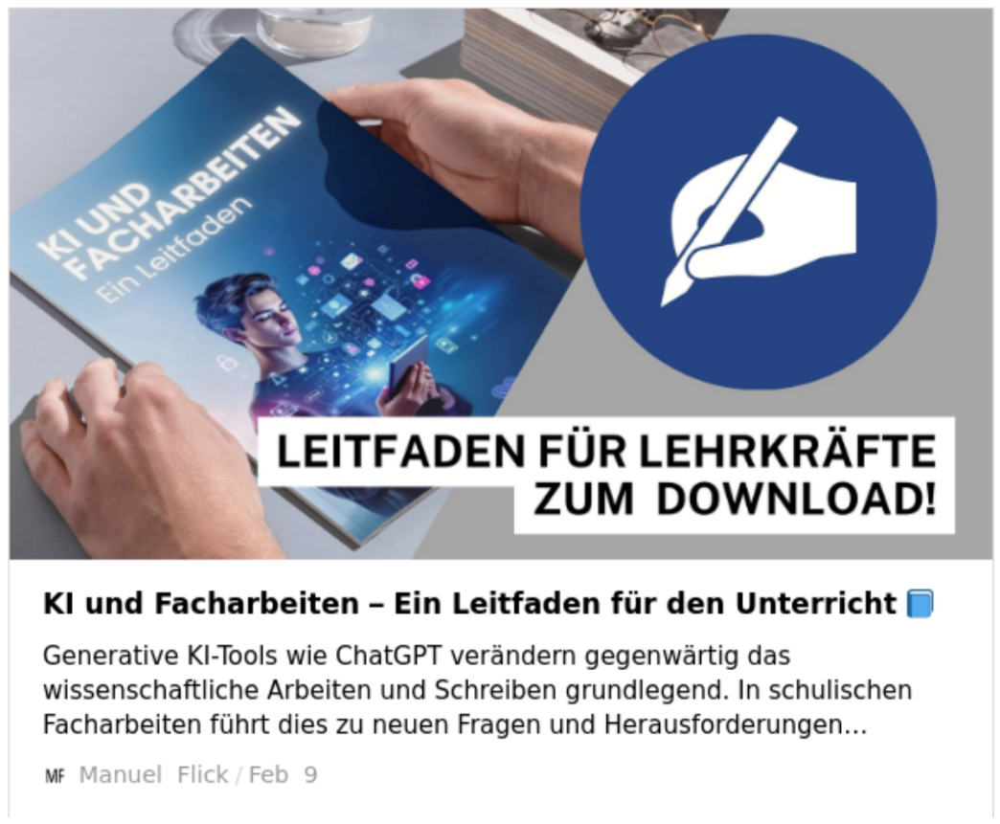 KI UND
FACHARBEITEN
Ein Leitfaden
LEITFADEN FÜR LEHRKRÄFTE
ZUM DOWNLOAD!
KI und Facharbeiten – Ein Leitfaden für den Unterricht 📘
Generative KI-Tools wie ChatGPT verändern gegenwärtig das
wissenschaftliche Arbeiten und Schreiben grundlegend. In schulischen
Facharbeiten führt dies zu neuen Fragen und Herausforderungen...
MF Manuel Flick / Feb 9